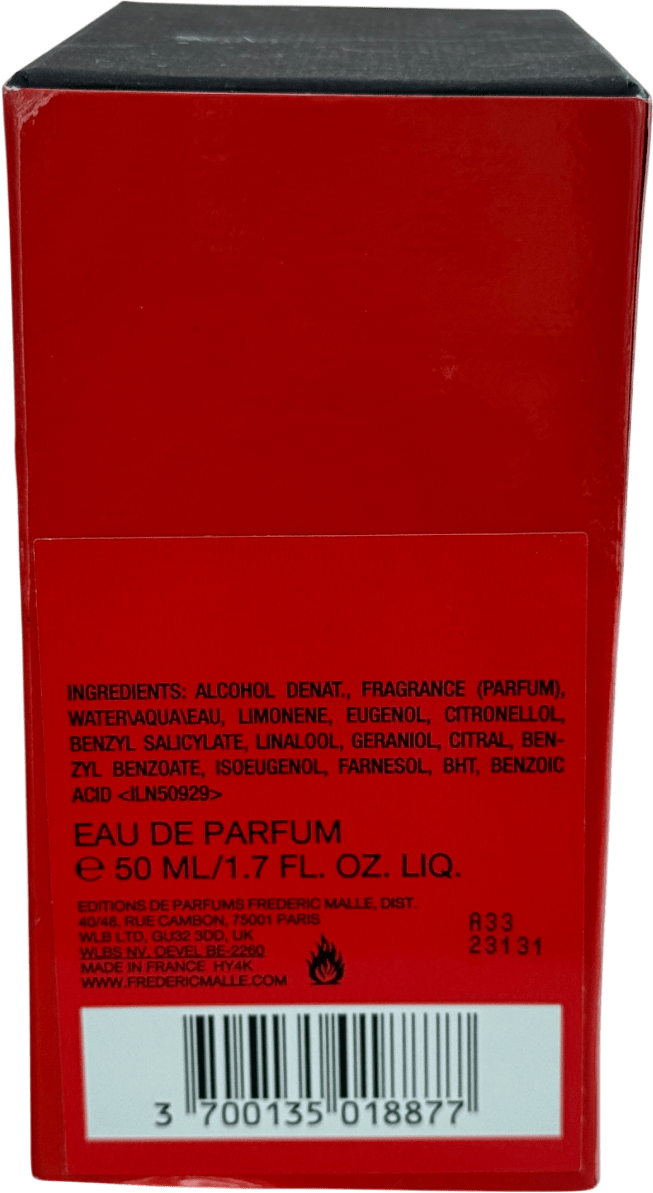 INGREDIENTS: ALCOHOL DENAT., FRAGRANCE (PARFUM),
WATER\AQUA\EAU, LIMONENE, EUGENOL, CITRONELLOL,
BENZYL SALICYLATE, LINALOOL, GERANIOL, CITRAL, BEN-
ZYL BENZOATE, ISOEUGENOL, FARNESOL, BHT, BENZOIC
ACID <ILN50929>
EAU DE PARFUM
℮ 50 ML/1.7 FL. OZ. LIQ.
EDITIONS DE PARFUMS FREDERIC MALLE, DIST.
40/48, RUE CAMBON, 75001 PARIS
WLB LTD, GU32 3DD, UK
WLBS NV. OEVEL BE-2260
MADE IN FRANCE HY4K
WWW.FREDERICMALLE.COM
A33
23131
3 700135 018877